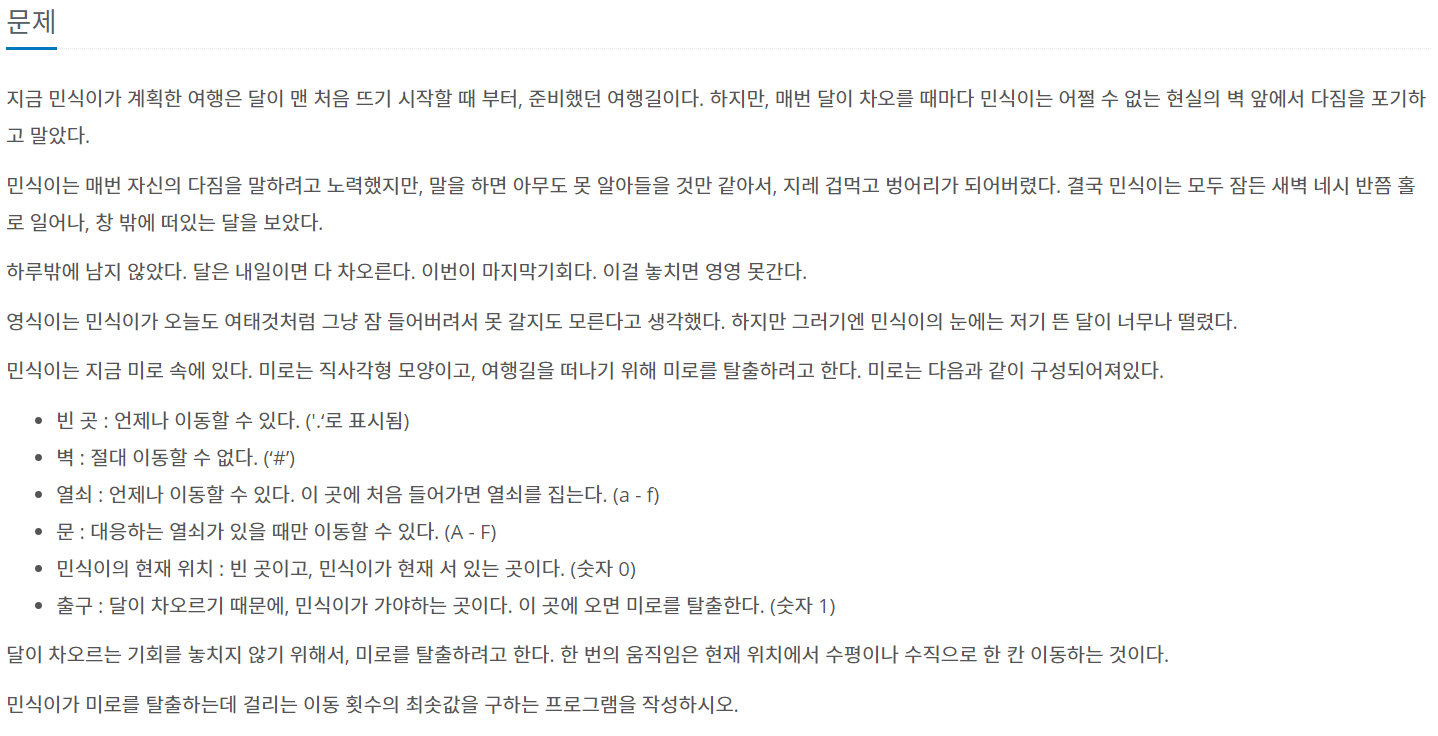 문제
지금 민식이가 계획한 여행은 달이 맨 처음 뜨기 시작할 때 부터, 준비했던 여행길이다. 하지만, 매번 달이 차오를 때마다 민식이는 어쩔 수 없는 현실의 벽 앞에서 다짐을 포기하
고 말았다.
민식이는 매번 자신의 다짐을 말하려고 노력했지만, 말을 하면 아무도 못 알아들을 것만 같아서, 지레 겁먹고 벙어리가 되어버렸다. 결국 민식이는 모두 잠든 새벽 네시 반쯤 홀
로 일어나, 창 밖에 떠있는 달을 보았다.
하루밖에 남지 않았다. 달은 내일이면 다 차오른다. 이번이 마지막기회다. 이걸 놓치면 영영 못간다.
영식이는 민식이가 오늘도 여태것처럼 그냥 잠 들어버려서 못 갈지도 모른다고 생각했다. 하지만 그러기엔 민식이의 눈에는 저기 뜬 달이 너무나 떨렸다.
민식이는 지금 미로 속에 있다. 미로는 직사각형 모양이고, 여행길을 떠나기 위해 미로를 탈출하려고 한다. 미로는 다음과 같이 구성되어져있다.
• 빈 곳 : 언제나 이동할 수 있다. ('.‘로 표시됨)
• 벽 : 절대 이동할 수 없다. (‘#’)
• 열쇠 : 언제나 이동할 수 있다. 이 곳에 처음 들어가면 열쇠를 집는다. (a - f)
• 문 : 대응하는 열쇠가 있을 때만 이동할 수 있다. (A - F)
• 민식이의 현재 위치 : 빈 곳이고, 민식이가 현재 서 있는 곳이다. (숫자 0)
• 출구 : 달이 차오르기 때문에, 민식이가 가야하는 곳이다. 이 곳에 오면 미로를 탈출한다. (숫자 1)
달이 차오르는 기회를 놓치지 않기 위해서, 미로를 탈출하려고 한다. 한 번의 움직임은 현재 위치에서 수평이나 수직으로 한 칸 이동하는 것이다.
민식이가 미로를 탈출하는데 걸리는 이동 횟수의 최솟값을 구하는 프로그램을 작성하시오.